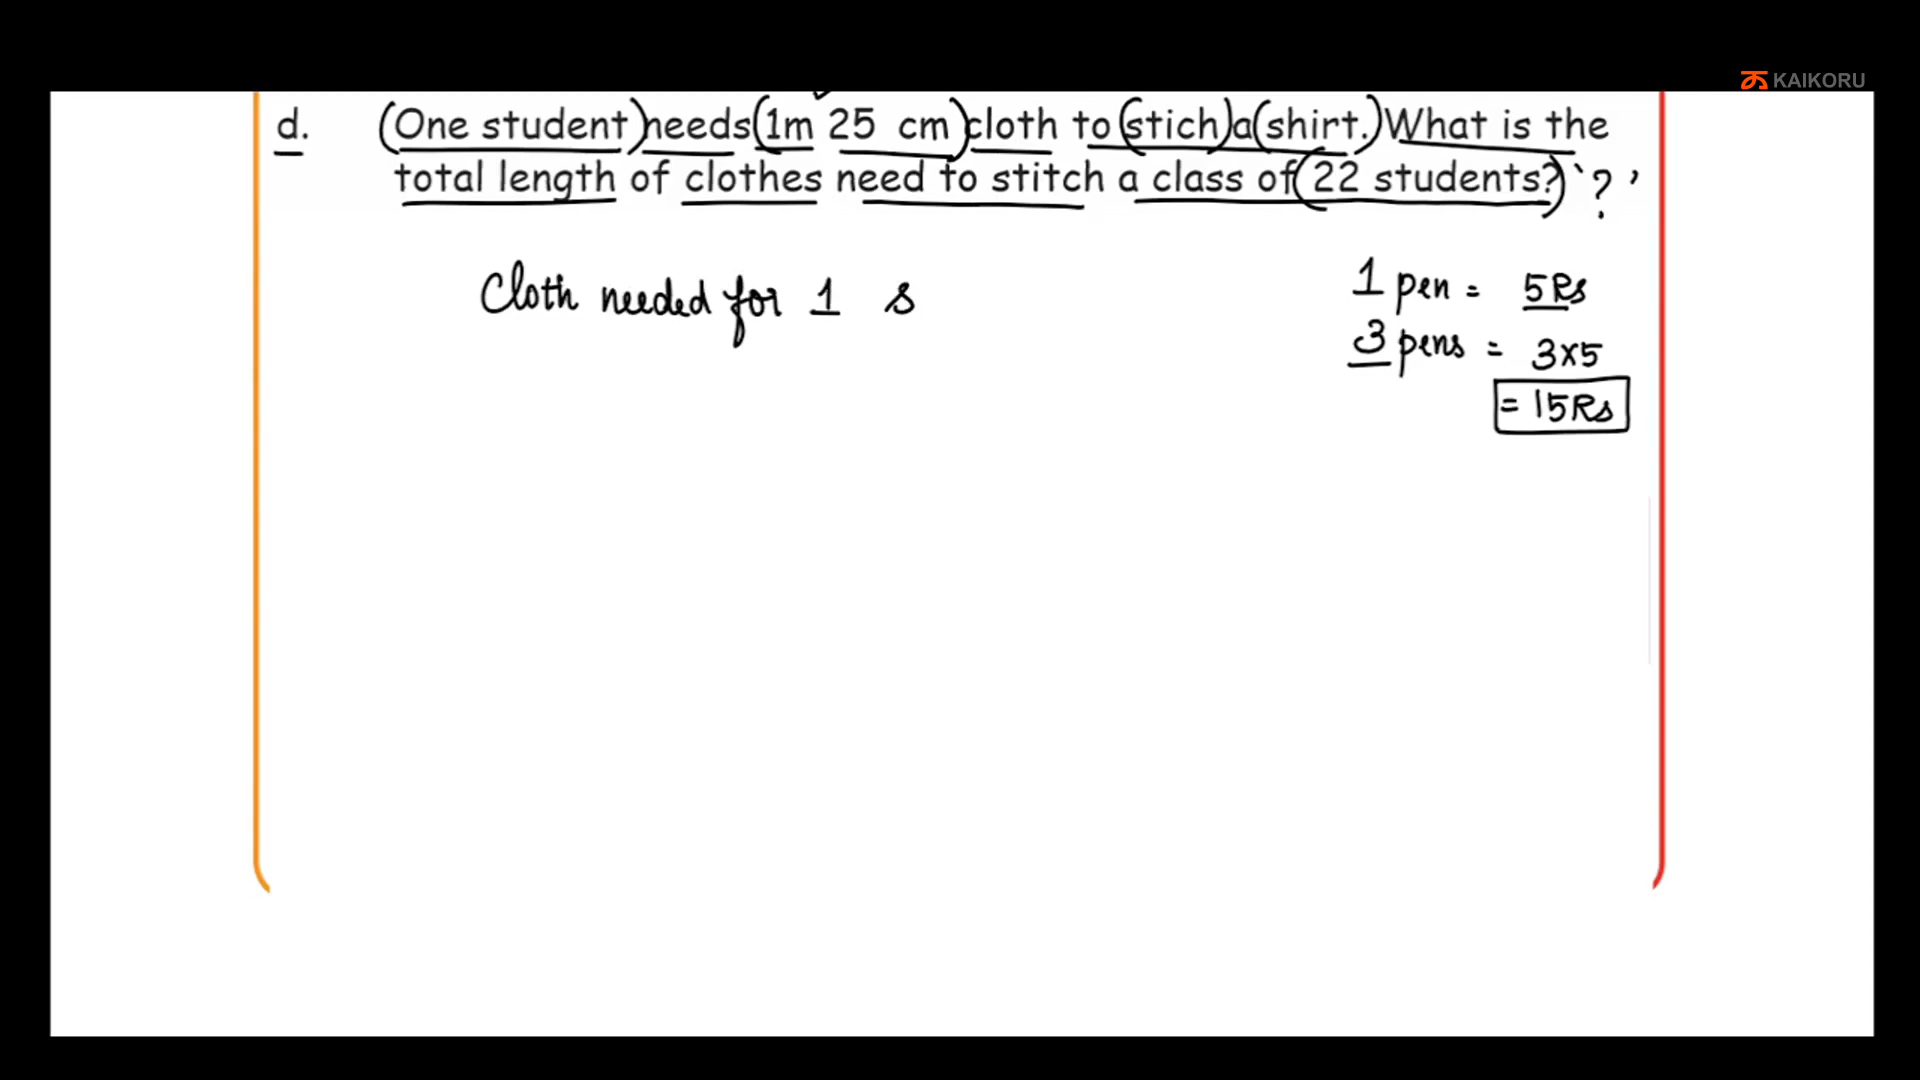 KAIKORU
d. (One student) needs (1m 25 cm) cloth to (stich) a (shirt.) What is the
total length of clothes need to stitch a class of (22 students?) ‘?’
Cloth needed for 1 s
1 pen = 5Rs
3 pens = 3x5
= 15Rs